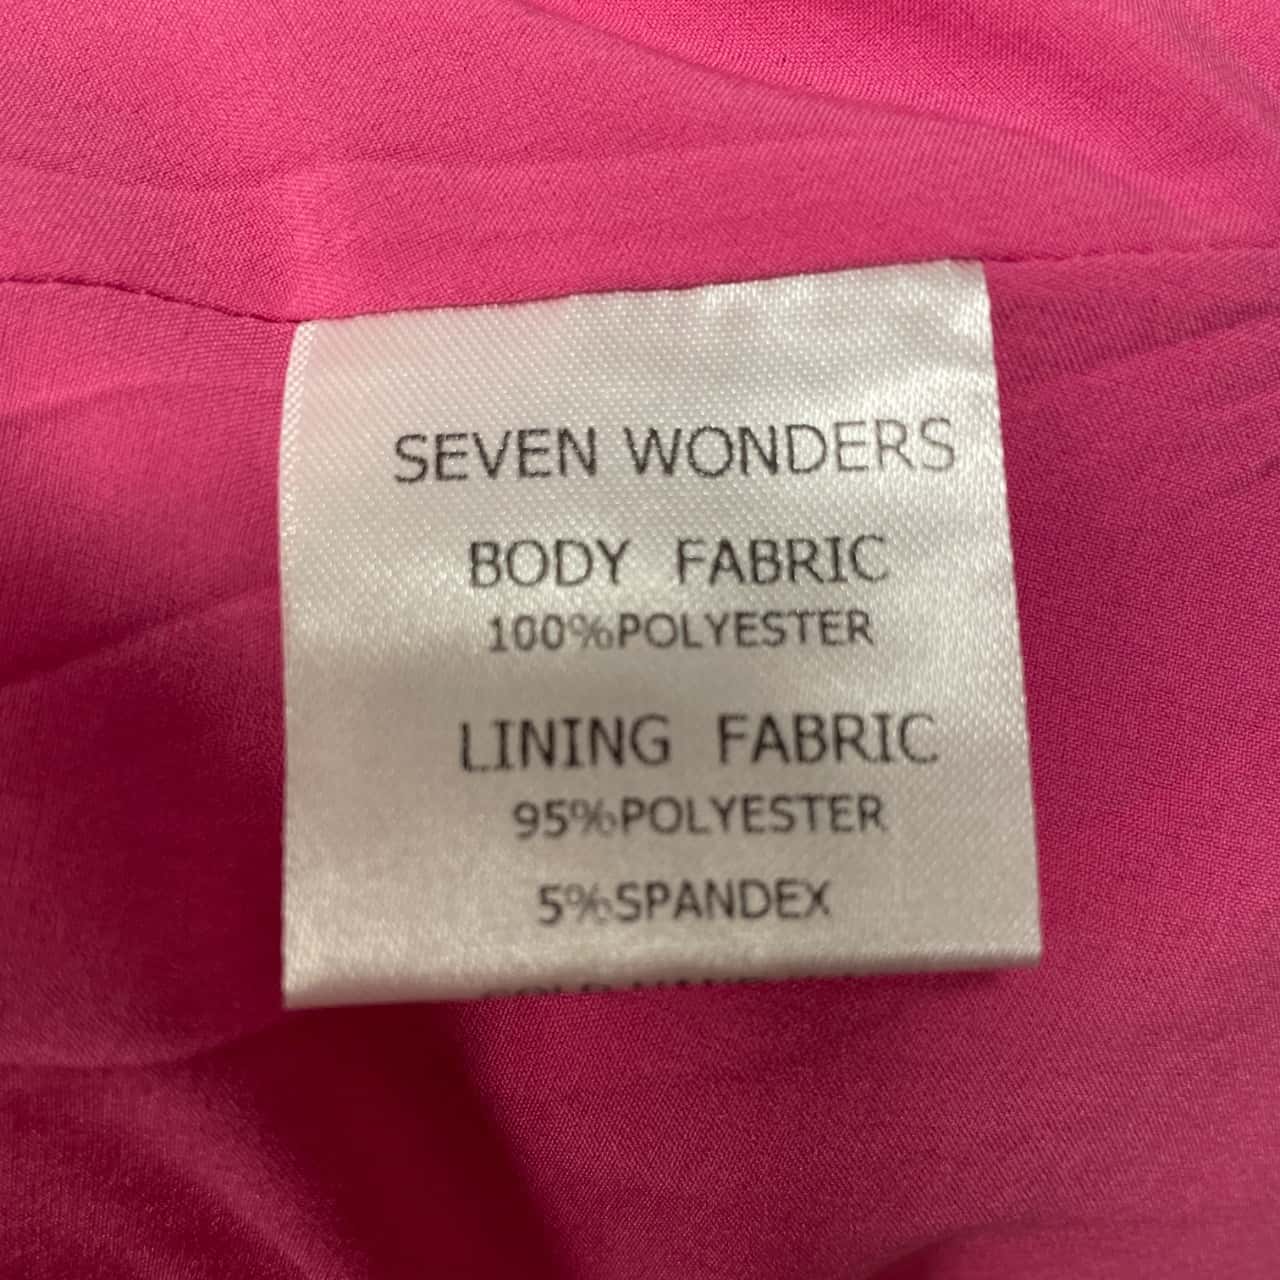 SEVEN WONDERS
BODY FABRIC
100%POLYESTER
LINING FABRIC
95%POLYESTER
5%SPANDEX